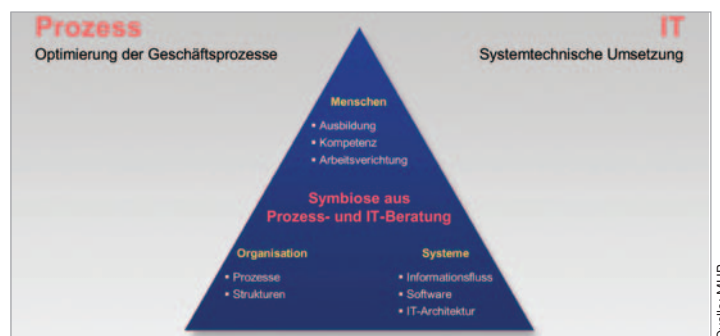 Prozess
Optimierung der Geschäftsprozesse
IT
Systemtechnische Umsetzung
Menschen
▪ Ausbildung
▪ Kompetenz
▪ Arbeitsverichtung
Symbiose aus
Prozess- und IT-Beratung
Organisation
▪ Prozesse
▪ Strukturen
Systeme
▪ Informationsfluss
▪ Software
▪ IT-Architektur